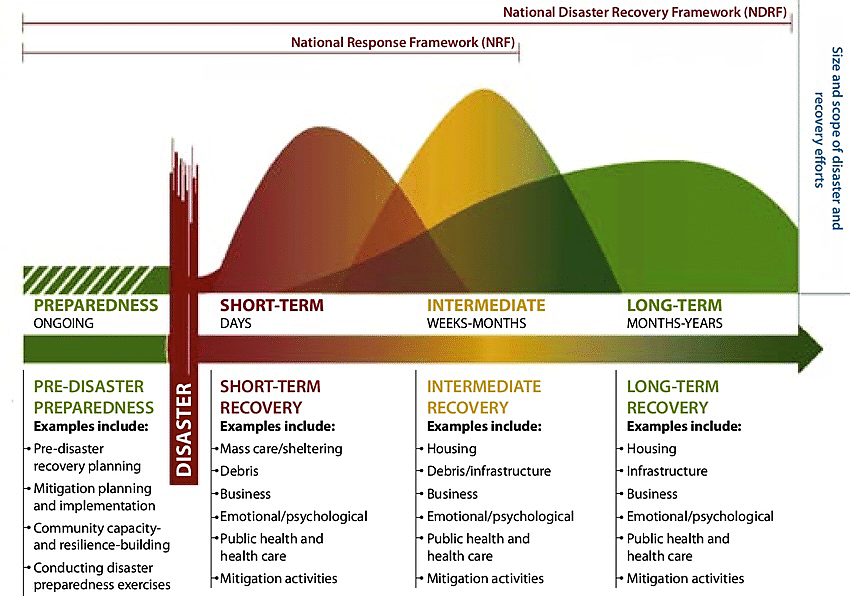 National Disaster Recovery Framework (NDRF)
National Response Framework (NRF)
Size and scope of disaster and
recovery efforts
PREPAREDNESS
ONGOING
SHORT-TERM
DAYS
INTERMEDIATE
WEEKS-MONTHS
LONG-TERM
MONTHS-YEARS
DISASTER
PRE-DISASTER
PREPAREDNESS
Examples include:
Pre-disaster
recovery planning
Mitigation planning
and implementation
Community capacity-
and resilience-building
Conducting disaster
preparedness exercises
SHORT-TERM
RECOVERY
Examples include:
Mass care/sheltering
Debris
Business
Emotional/psychological
Public health and
health care
Mitigation activities
INTERMEDIATE
RECOVERY
Examples include:
Housing
Debris/infrastructure
Business
Emotional/psychological
Public health and
health care
Mitigation activities
LONG-TERM
RECOVERY
Examples include:
Housing
Infrastructure
Business
Emotional/psychological
Public health and
health care
Mitigation activities